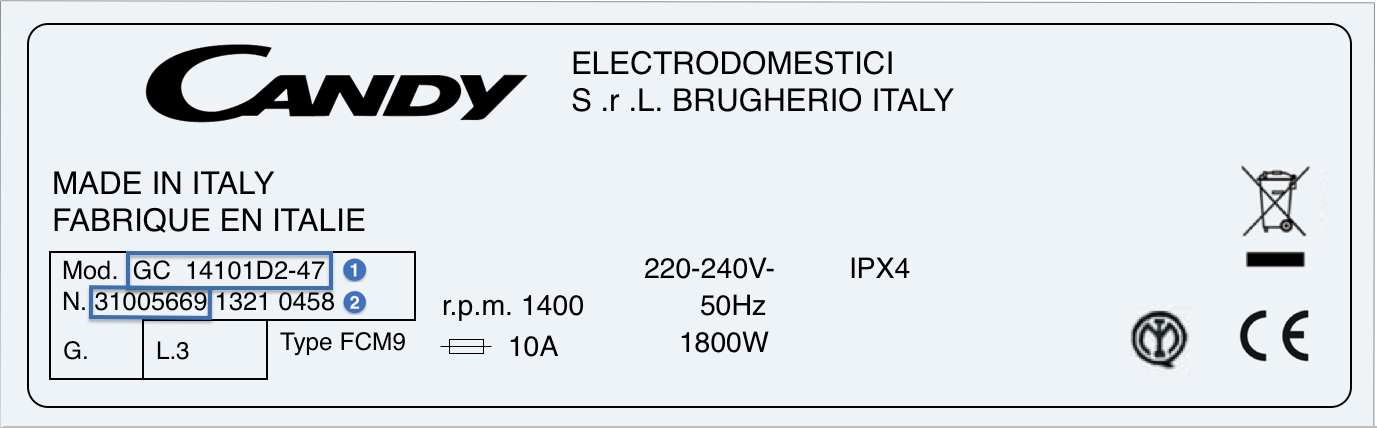 CANDY
ELECTRODOMESTICI
S .r .L. BRUGHERIO ITALY
MADE IN ITALY
FABRIQUE EN ITALIE
Mod. GC 14101D2-47 1
N. 31005669 1321 0458 2
G. L.3 Type FCM9
r.p.m. 1400
10A
220-240V-
50Hz
1800W
IPX4
CE